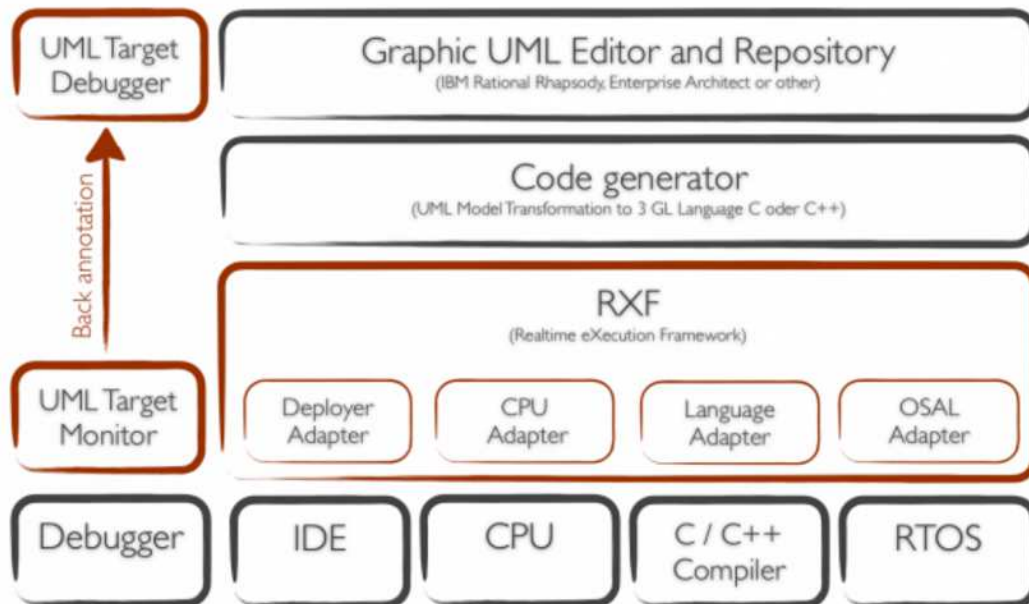 UML Target
Debugger
Graphic UML Editor and Repository
(IBM Rational Rhapsody, Enterprise Architect or other)
Back annotation
Code generator
(UML Model Transformation to 3 GL Language C oder C++)
RXF
(Realtime eXecution Framework)
UML Target
Monitor
Deployer
Adapter
CPU
Adapter
Language
Adapter
OSAL
Adapter
Debugger
IDE
CPU
C / C++
Compiler
RTOS